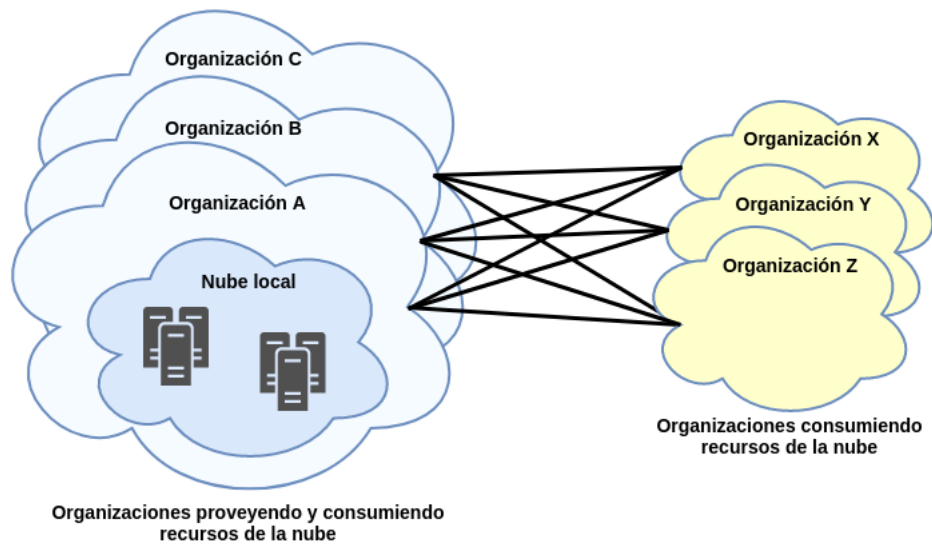 Organización C
Organización B
Organización A
Nube local
Organizaciones proveyendo y consumiendo
recursos de la nube
Organización X
Organización Y
Organización Z
Organizaciones consumiendo
recursos de la nube